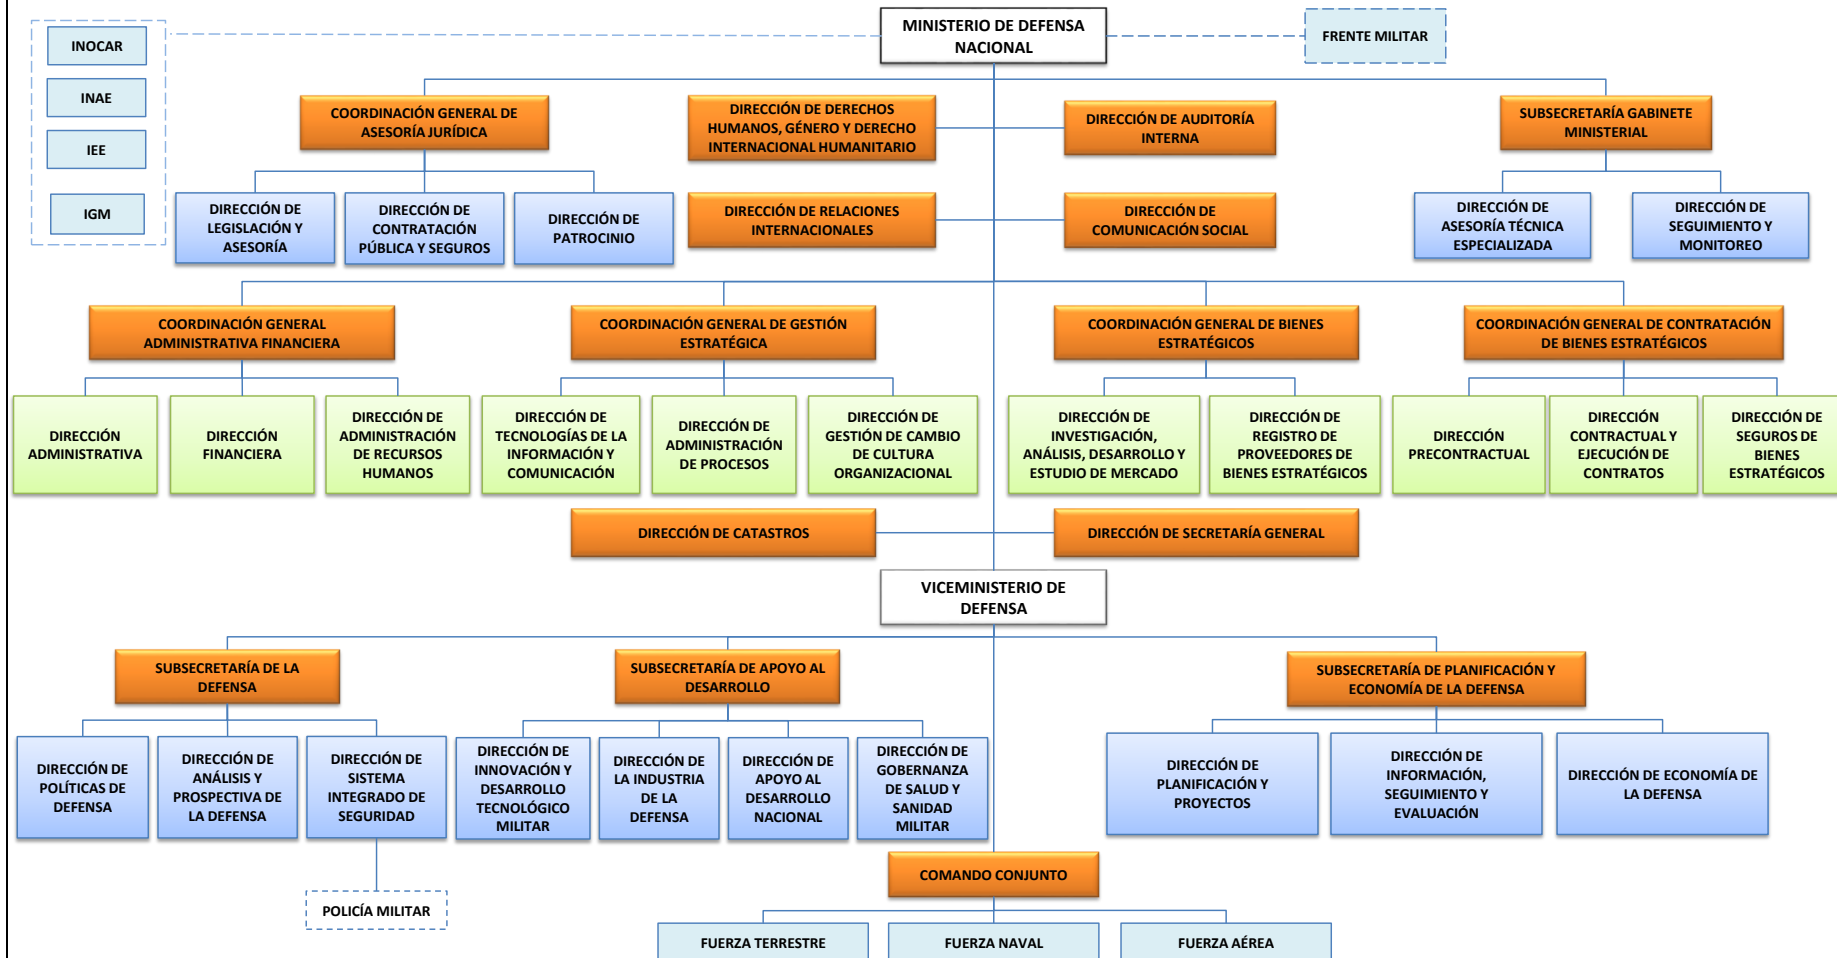 MINISTERIO DE DEFENSA
NACIONAL
FRENTE MILITAR
INOCAR
INAE
IEE
IGM
COORDINACIÓN GENERAL DE
ASESORÍA JURÍDICA
DIRECCIÓN DE DERECHOS
HUMANOS, GÉNERO Y DERECHO
INTERNACIONAL HUMANITARIO
DIRECCIÓN DE AUDITORÍA
INTERNA
SUBSECRETARÍA GABINETE
MINISTERIAL
DIRECCIÓN DE
LEGISLACIÓN Y
ASESORÍA
DIRECCIÓN DE
CONTRATACIÓN
PÚBLICA Y SEGUROS
DIRECCIÓN DE
PATROCINIO
DIRECCIÓN DE RELACIONES
INTERNACIONALES
DIRECCIÓN DE
COMUNICACIÓN SOCIAL
DIRECCIÓN DE
ASESORÍA TÉCNICA
ESPECIALIZADA
DIRECCIÓN DE
SEGUIMIENTO Y
MONITOREO
COORDINACIÓN GENERAL
ADMINISTRATIVA FINANCIERA
COORDINACIÓN GENERAL DE GESTIÓN
ESTRATÉGICA
COORDINACIÓN GENERAL DE BIENES
ESTRATÉGICOS
COORDINACIÓN GENERAL DE CONTRATACIÓN
DE BIENES ESTRATÉGICOS
DIRECCIÓN
ADMINISTRATIVA
DIRECCIÓN
FINANCIERA
DIRECCIÓN DE
ADMINISTRACIÓN
DE RECURSOS
HUMANOS
DIRECCIÓN DE
TECNOLOGÍAS DE LA
INFORMACIÓN Y
COMUNICACIÓN
DIRECCIÓN DE
ADMINISTRACIÓN
DE PROCESOS
DIRECCIÓN DE
GESTIÓN DE CAMBIO
DE CULTURA
ORGANIZACIONAL
DIRECCIÓN DE
INVESTIGACIÓN,
ANÁLISIS, DESARROLLO Y
ESTUDIO DE MERCADO
DIRECCIÓN DE
REGISTRO DE
PROVEEDORES DE
BIENES ESTRATÉGICOS
DIRECCIÓN
PRECONTRACTUAL
DIRECCIÓN
CONTRACTUAL Y
EJECUCIÓN DE
CONTRATOS
DIRECCIÓN DE
SEGUROS DE
BIENES
ESTRATÉGICOS
DIRECCIÓN DE CATASTROS
DIRECCIÓN DE SECRETARÍA GENERAL
VICEMINISTERIO DE
DEFENSA
SUBSECRETARÍA DE LA
DEFENSA
SUBSECRETARÍA DE APOYO AL
DESARROLLO
SUBSECRETARÍA DE PLANIFICACIÓN Y
ECONOMÍA DE LA DEFENSA
DIRECCIÓN DE
POLÍTICAS DE
DEFENSA
DIRECCIÓN DE
ANÁLISIS Y
PROSPECTIVA DE
LA DEFENSA
DIRECCIÓN DE
SISTEMA
INTEGRADO DE
SEGURIDAD
DIRECCIÓN DE
INNOVACIÓN Y
DESARROLLO
TECNOLÓGICO
MILITAR
DIRECCIÓN DE
LA INDUSTRIA
DE LA
DEFENSA
DIRECCIÓN DE
APOYO AL
DESARROLLO
NACIONAL
DIRECCIÓN DE
GOBERNANZA
DE SALUD Y
SANIDAD
MILITAR
DIRECCIÓN DE
PLANIFICACIÓN Y
PROYECTOS
DIRECCIÓN DE
INFORMACIÓN,
SEGUIMIENTO Y
EVALUACIÓN
DIRECCIÓN DE ECONOMÍA DE
LA DEFENSA
COMANDO CONJUNTO
POLICÍA MILITAR
FUERZA TERRESTRE
FUERZA NAVAL
FUERZA AÉREA